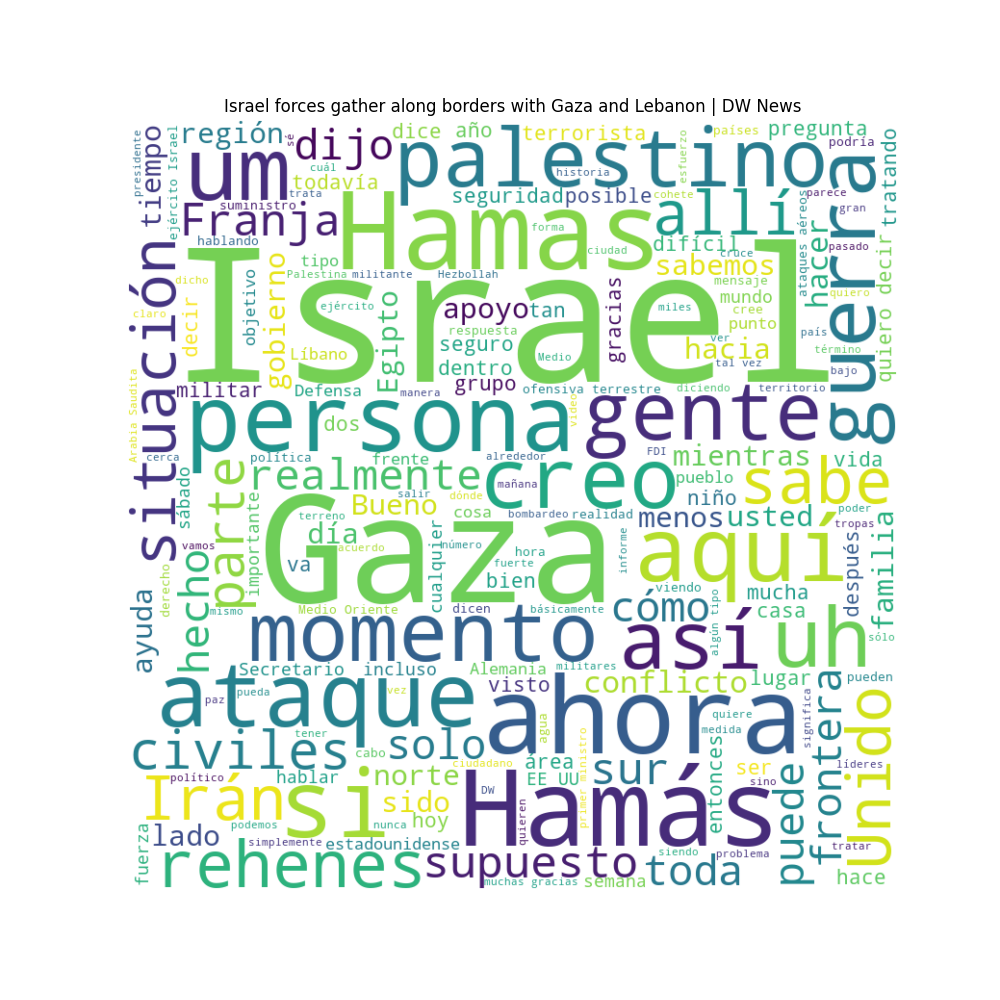 Israel forces gather along borders with Gaza and Lebanon | DW News
presidente
ejército Israel
tiempo
región
um
sé
dijo
cuál
trata
todavía
suministro
Franja
hablando
dice
año
palestino
terrorista
historia
esfuerzo
cohete
países
pregunta
podría
tratando
seguridad
posible
Hamas
forma
ciudad
allí
difícil
cruce
sabemos
mensaje
ataques aéreos
hacer
parece
gran
pasado
quiero
guerra
quiero decir
situación
dicho
claro
decir
objetivo
gobierno
tipo
Palestina
militante
Hezbollah
ejército
Israel
Líbano
Egipto
apoyo
tan
respuesta
seguro
dentro
Medio
gracias
miles
mundo
cree
punto
ver
hacia
tal vez
país
término
bajo
Arabia Saudita
militar
Defensa
manera
grupo
ofensiva terrestre
diciendo
territorio
persona
dos
video
gente
cerca
política
frente
alrededor
FDI
mientras
vida
realmente
creo
pueblo
sabe
sábado
parte
importante
salir
Bueno
dónde
mañana
niño
poder
terreno
día
cosa
bombardeo
realidad
menos
usted
tropas
vamos
acuerdo
va
Gaza
cualquier
número
hora
fuerte
bien
informe
aquí
después
familia
ayuda
derecho
hecho
mismo
Medio Oriente
dicen
básicamente
viendo
cómo
algún tipo
mucha
casa
sólo
momento
así
uh
Secretario
incluso
Alemania
militares
visto
conflicto
lugar
pueden
ataque
pueda
paz
vez
ahora
quiere
medida
significa
frontera
Unido
tener
agua
civiles
cabo
solo
ciudadano
primer ministro
área
EE UU
sur
entonces
ser
sino
líderes
político
hablar
norte
Irán
si
sido
hoy
DW
Hamás
quieren
puede
fuerza
lado
podemos
simplemente
nunca
estadounidense
siendo
problema
tratar
rehenes
supuesto
muchas gracias
semana
toda
hace